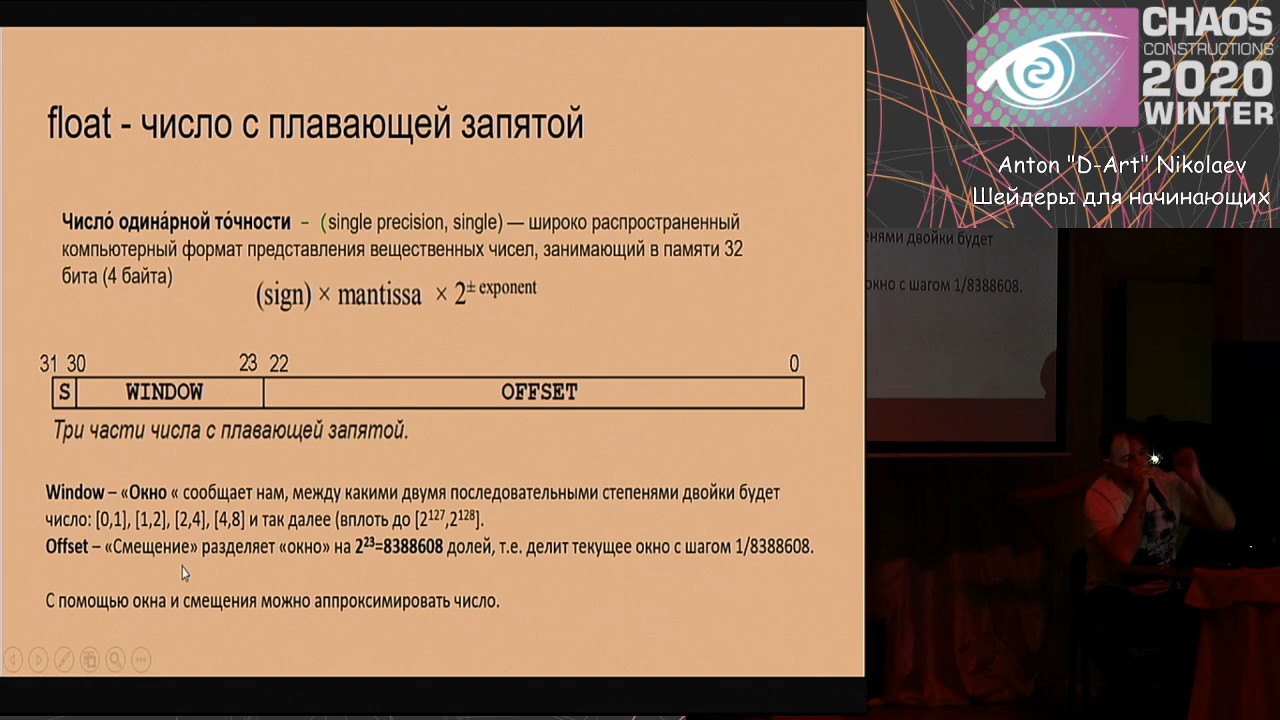 float - число с плавающей запятой
Число́ одина́рной то́чности – (single precision, single) — широко распространенный
компьютерный формат представления вещественных чисел, занимающий в памяти 32
бита (4 байта)
(sign) × mantissa × 2± exponent
31 30 23 22 0
S WINDOW OFFSET
Три части числа с плавающей запятой.
Window – «Окно « сообщает нам, между какими двумя последовательными степенями двойки будет
число: [0,1], [1,2], [2,4], [4,8] и так далее (вплоть до [2127,2128].
Offset – «Смещение» разделяет «окно» на 223=8388608 долей, т.е. делит текущее окно с шагом 1/8388608.
С помощью окна и смещения можно аппроксимировать число.
CHAOS
CONSTRUCTIONS
2020
WINTER
Anton "D-Art" Nikolaev
Шейдеры для начинающих
двойки будет
окно с шагом 1/8388608.